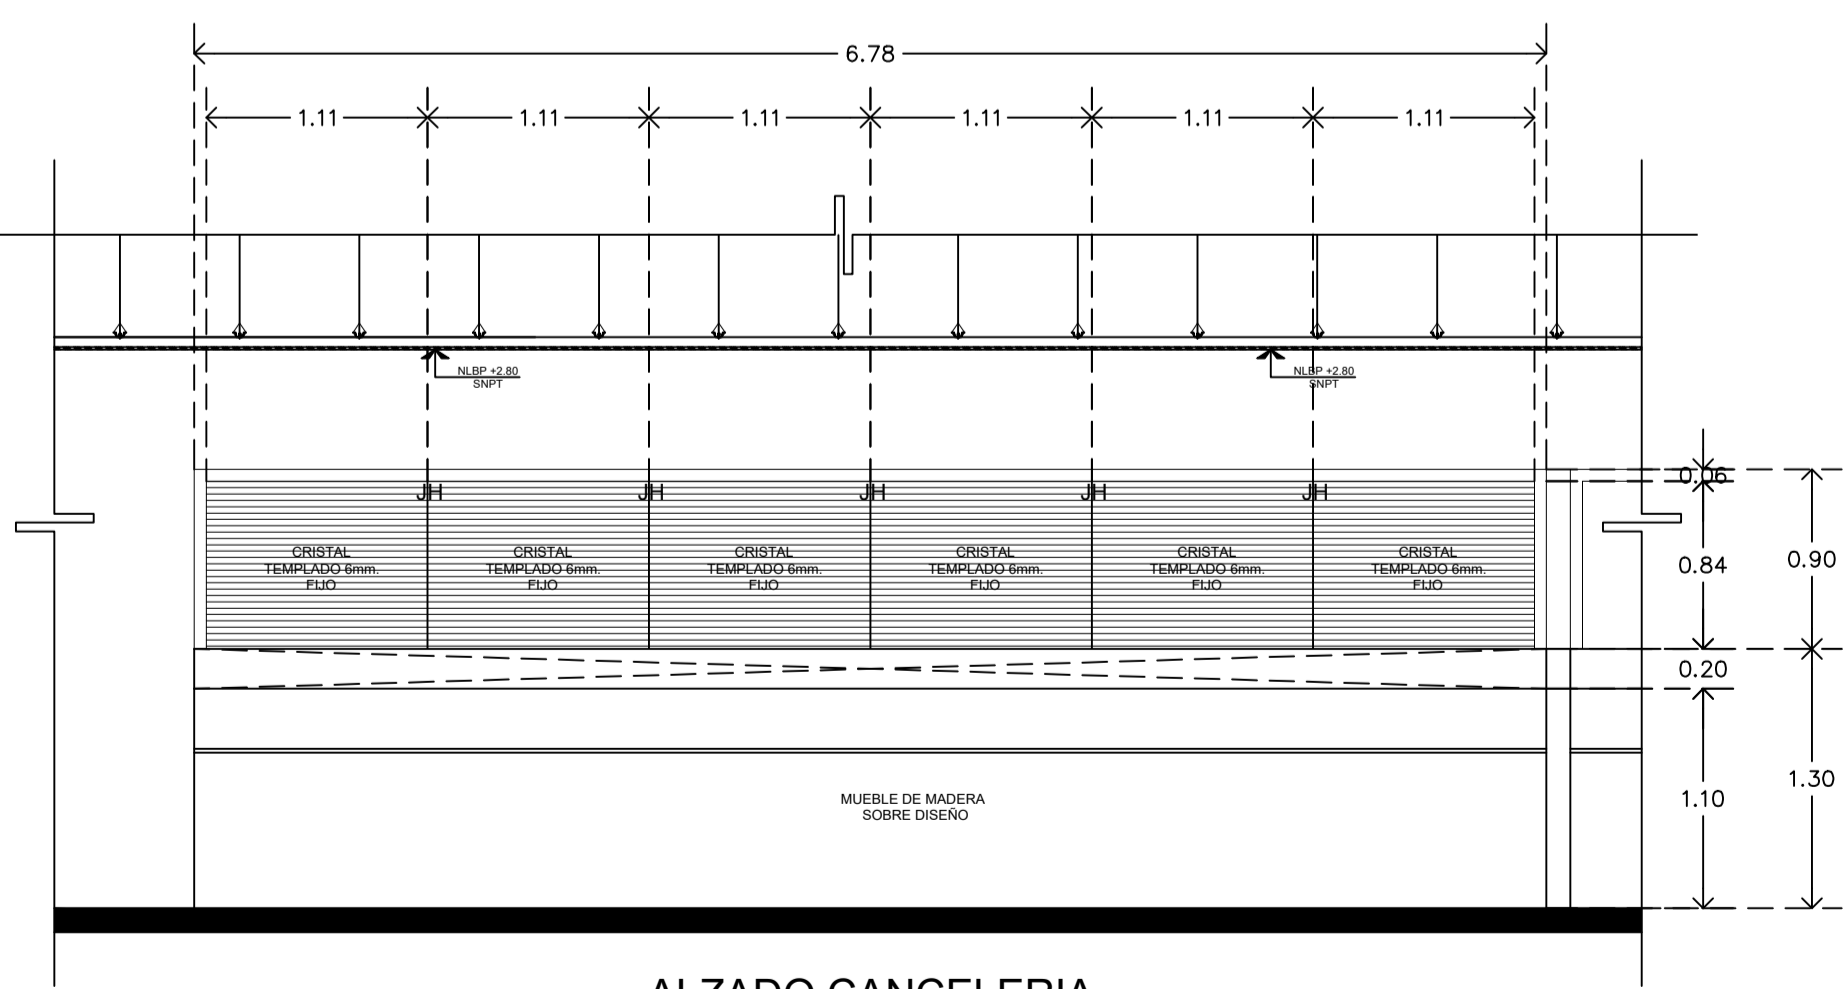 6.78
1.11 1.11 1.11 1.11 1.11 1.11
NLBP +2.80
SNPT
NLBP +2.80
SNPT
0.06
JH JH JH JH JH
CRISTAL
TEMPLADO 6mm.
FIJO
CRISTAL
TEMPLADO 6mm.
FIJO
CRISTAL
TEMPLADO 6mm.
FIJO
CRISTAL
TEMPLADO 6mm.
FIJO
CRISTAL
TEMPLADO 6mm.
FIJO
CRISTAL
TEMPLADO 6mm.
FIJO
0.84
0.90
0.20
1.30
1.10
MUEBLE DE MADERA
SOBRE DISEÑO
ALZADO CANCELERIA